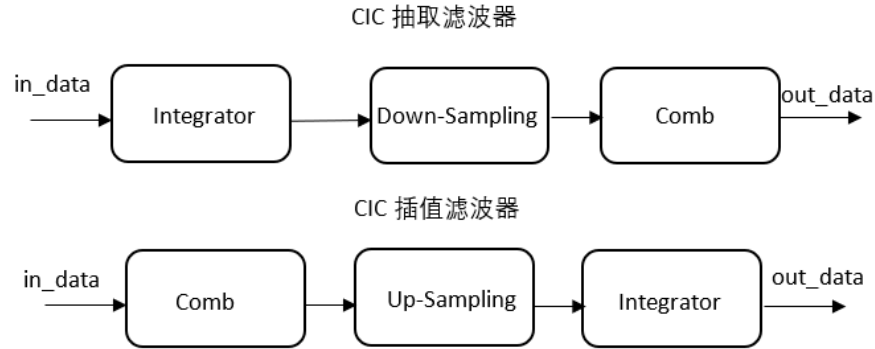 CIC 抽取滤波器
in_data
Integrator
Down-Sampling
Comb
out_data
CIC 插值滤波器
in_data
Comb
Up-Sampling
Integrator
out_data